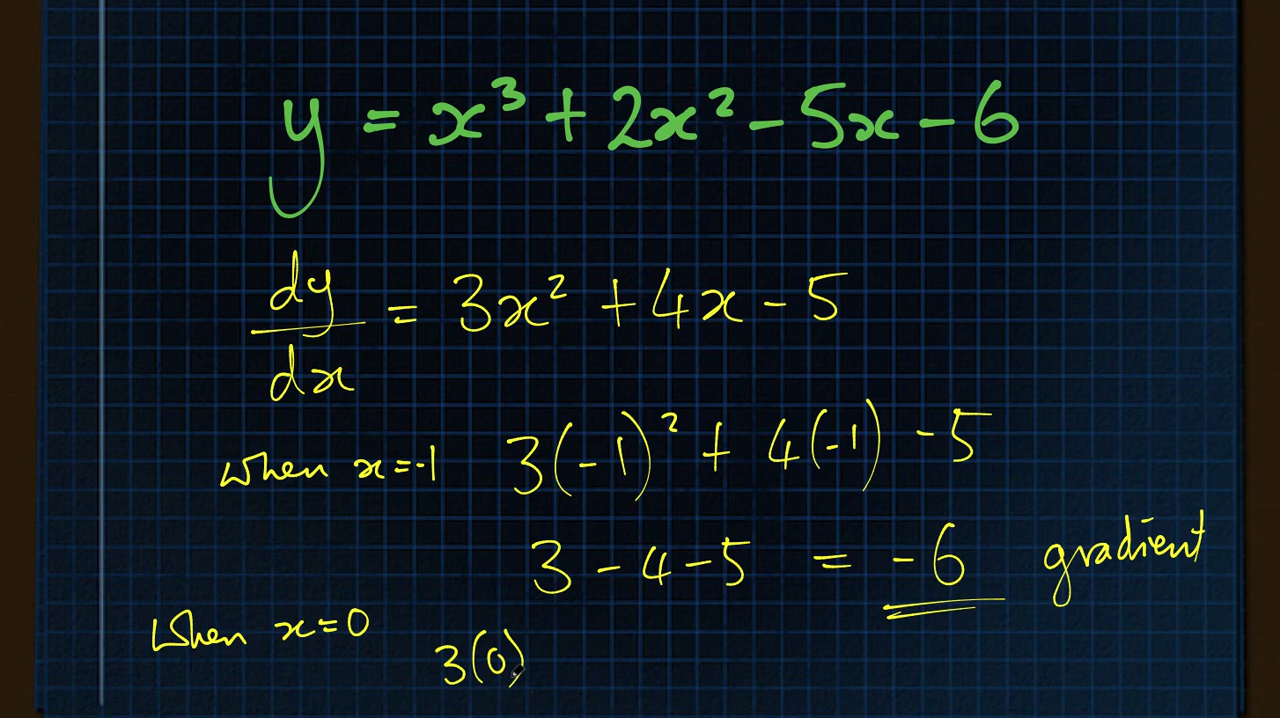 y = x³ + 2x² - 5x - 6
dy/dx = 3x² + 4x - 5
when x=-1 3(-1)² + 4(-1) - 5
3 - 4 - 5 = -6 gradient
when x=0
3(0)